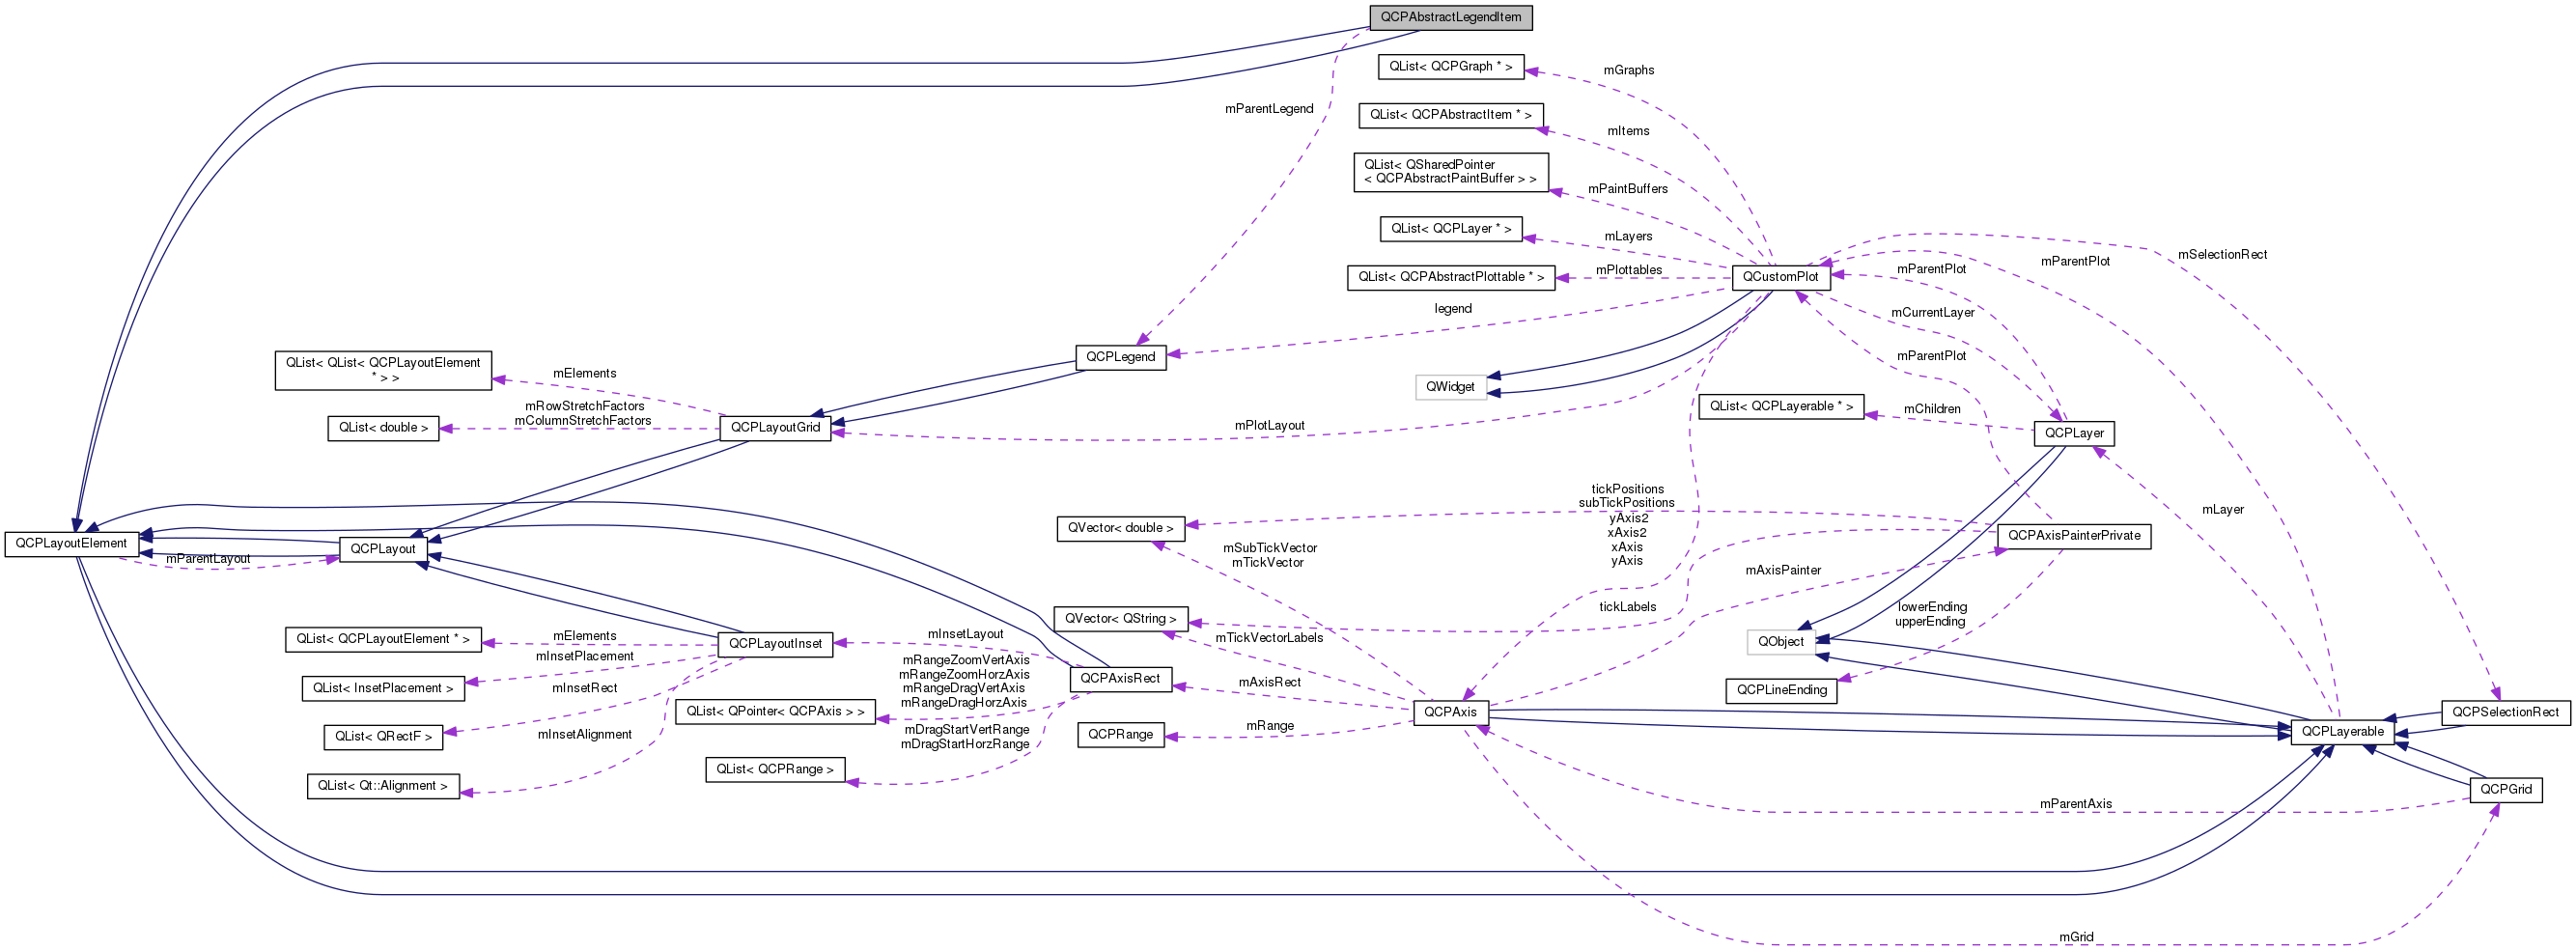 QCPAbstractLegendItem
QList< QCPGraph * >
mGraphs
mParentLegend
QList< QCPAbstractItem * >
mItems
QList< QSharedPointer
< QCPAbstractPaintBuffer > >
mPaintBuffers
QList< QCPLayer * >
mLayers
mSelectionRect
QList< QCPAbstractPlottable * >
mPlottables
QCustomPlot
mParentPlot
mParentPlot
legend
mCurrentLayer
QCPLegend
mParentPlot
QList< QList< QCPLayoutElement
* > >
mElements
QWidget
mRowStretchFactors
mColumnStretchFactors
QList< double >
QCPLayoutGrid
mPlotLayout
QList< QCPLayerable * >
mChildren
QCPLayer
tickPositions
subTickPositions
mLayer
QVector< double >
yAxis2
xAxis2
xAxis
yAxis
QCPAxisPainterPrivate
QCPLayoutElement
mParentLayout
QCPLayout
mSubTickVector
mTickVector
mAxisPainter
QVector< QString >
tickLabels
lowerEnding
upperEnding
QList< QCPLayoutElement * >
mElements
QCPLayoutInset
mInsetLayout
mTickVectorLabels
QObject
mInsetPlacement
QList< InsetPlacement >
mInsetRect
mRangeZoomVertAxis
mRangeZoomHorzAxis
mRangeDragVertAxis
mRangeDragHorzAxis
QCPAxisRect
mAxisRect
QCPLineEnding
QList< QPointer< QCPAxis > >
QCPAxis
QCPSelectionRect
QList< QRectF >
mInsetAlignment
mDragStartVertRange
mDragStartHorzRange
QCPRange
mRange
QCPLayerable
QList< QCPRange >
QList< Qt::Alignment >
QCPGrid
mParentAxis
mGrid